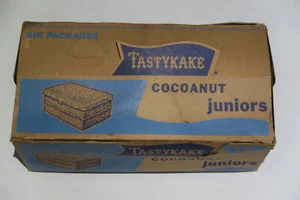 SIX PACKAGES
TASTYKAKE
COCOANUT
juniors
TASTYKAKE
COCOANUT
juniors